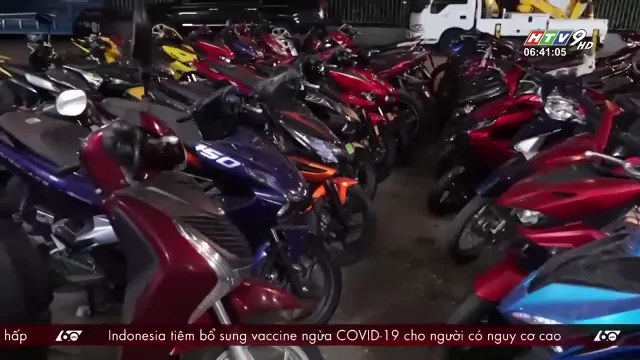 HTV9 HD
06:41:05
150
hấp 60 Indonesia tiêm bổ sung vaccine ngừa COVID-19 cho người có nguy cơ cao 60